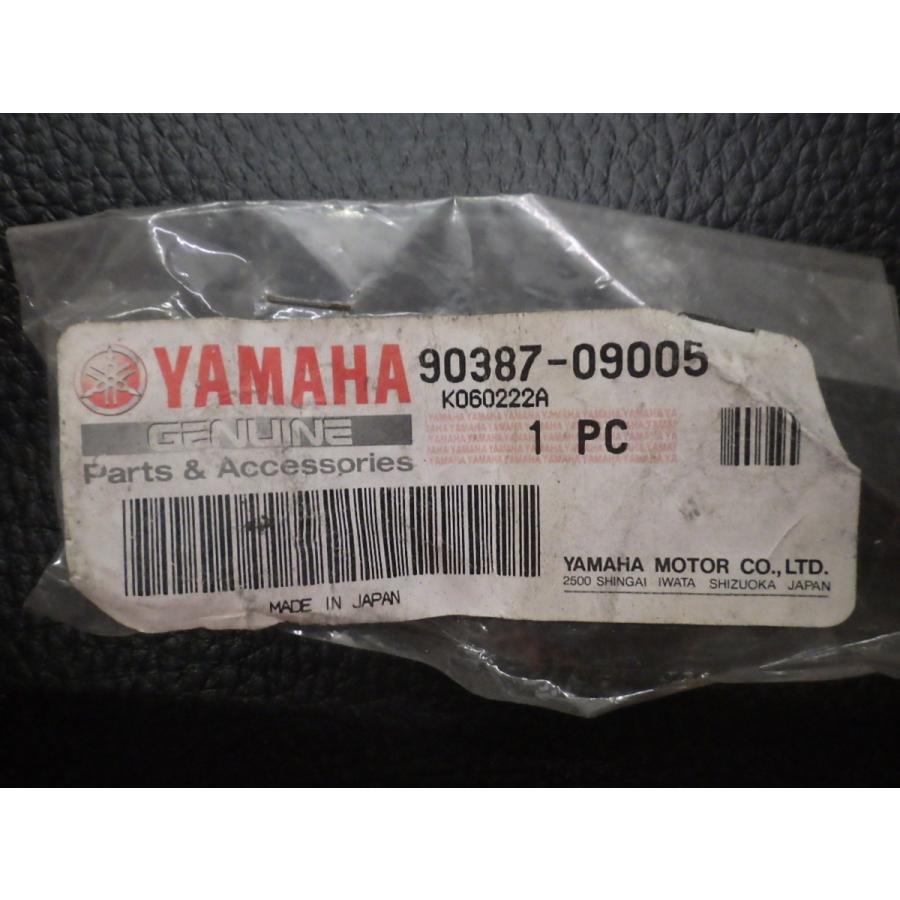 YAMAHA 90387-09005
K060222A
GENUINE
1 PC
Parts & Accessories
YAMAHA MOTOR CO.,LTD.
2500 SHINGAI IWATA SHIZUOKA JAPAN
MADE IN JAPAN